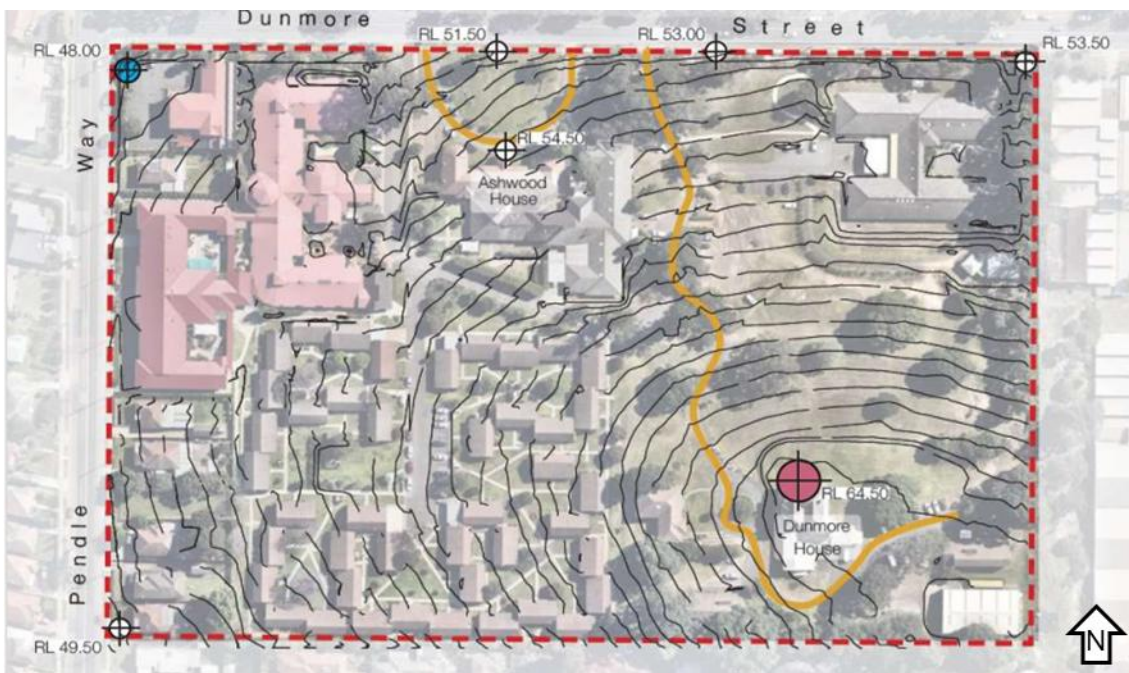 Dunmore Street
RL 48.00
RL 51.50
RL 53.00
RL 53.50
RL 54.50
Ashwood
House
Pendle Way
RL 64.50
Dunmore
House
RL 49.50
N